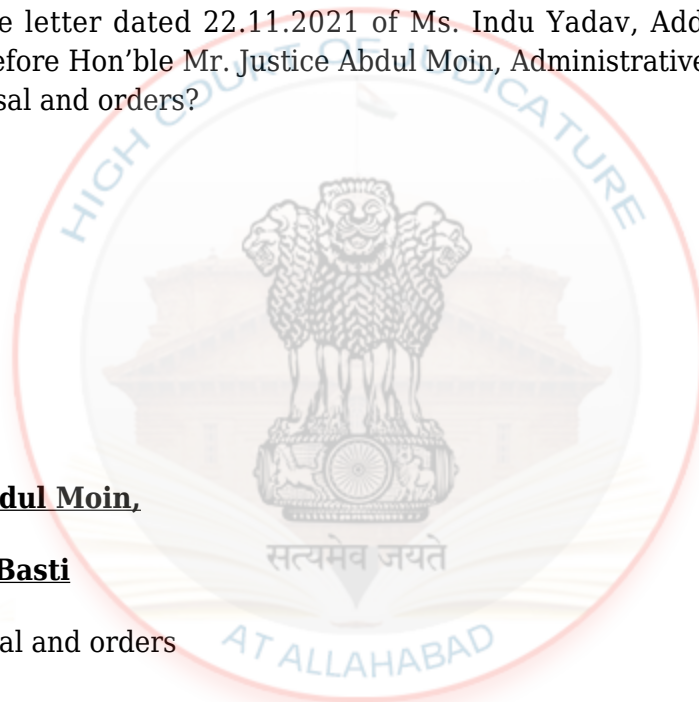 e letter dated 22.11.2021 of Ms. Indu Yadav, Add
efore Hon’ble Mr. Justice Abdul Moin, Administrative
sal and orders?
HIGH COURT OF JUDICATURE
dul Moin,
सत्यमेव जयते
Basti
al and orders
AT ALLAHABAD